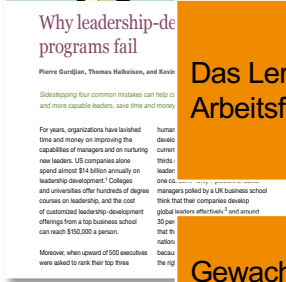 Why leadership-de
programs fail
Pierre Gurdjian, Thomas Halbeisen, and Kevin
Sidestepping four common mistakes can help co
and more capable leaders, save time and money
For years, organizations have lavished
time and money on improving the
capabilities of managers and on nurturing
new leaders. US companies alone
spend almost $14 billion annually on
leadership development.¹ Colleges
and universities offer hundreds of degree
courses on leadership, and the cost
of customized leadership-development
offerings from a top business school
can reach $150,000 a person.
Moreover, when upward of 500 executives
were asked to rank their top three
human
develo
curren
thirds
leader
managers polled by a UK business school
think that their companies develop
global leaders effectively,³ and around
30 per
that th
nationa
becau
the rig
Das Ler
Arbeitsf
Gewach